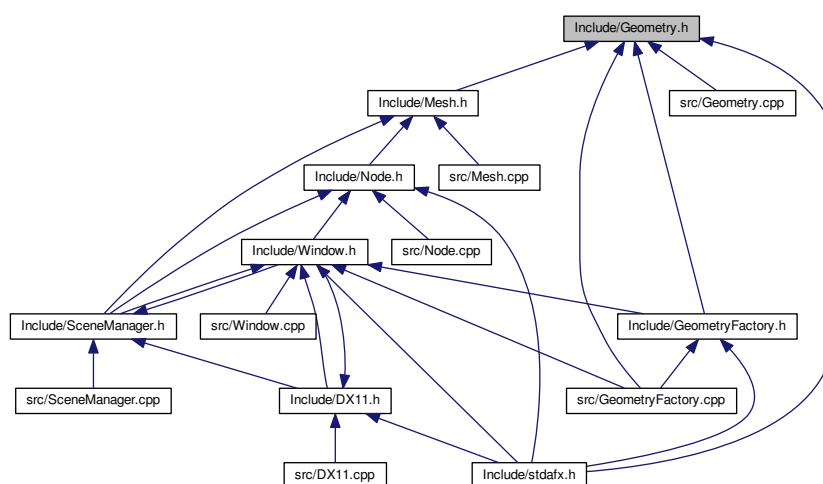 Include/Geometry.h
Include/Mesh.h
src/Geometry.cpp
Include/Node.h
src/Mesh.cpp
Include/Window.h
src/Node.cpp
Include/SceneManager.h
src/Window.cpp
Include/GeometryFactory.h
src/SceneManager.cpp
Include/DX11.h
src/GeometryFactory.cpp
src/DX11.cpp
Include/stdafx.h